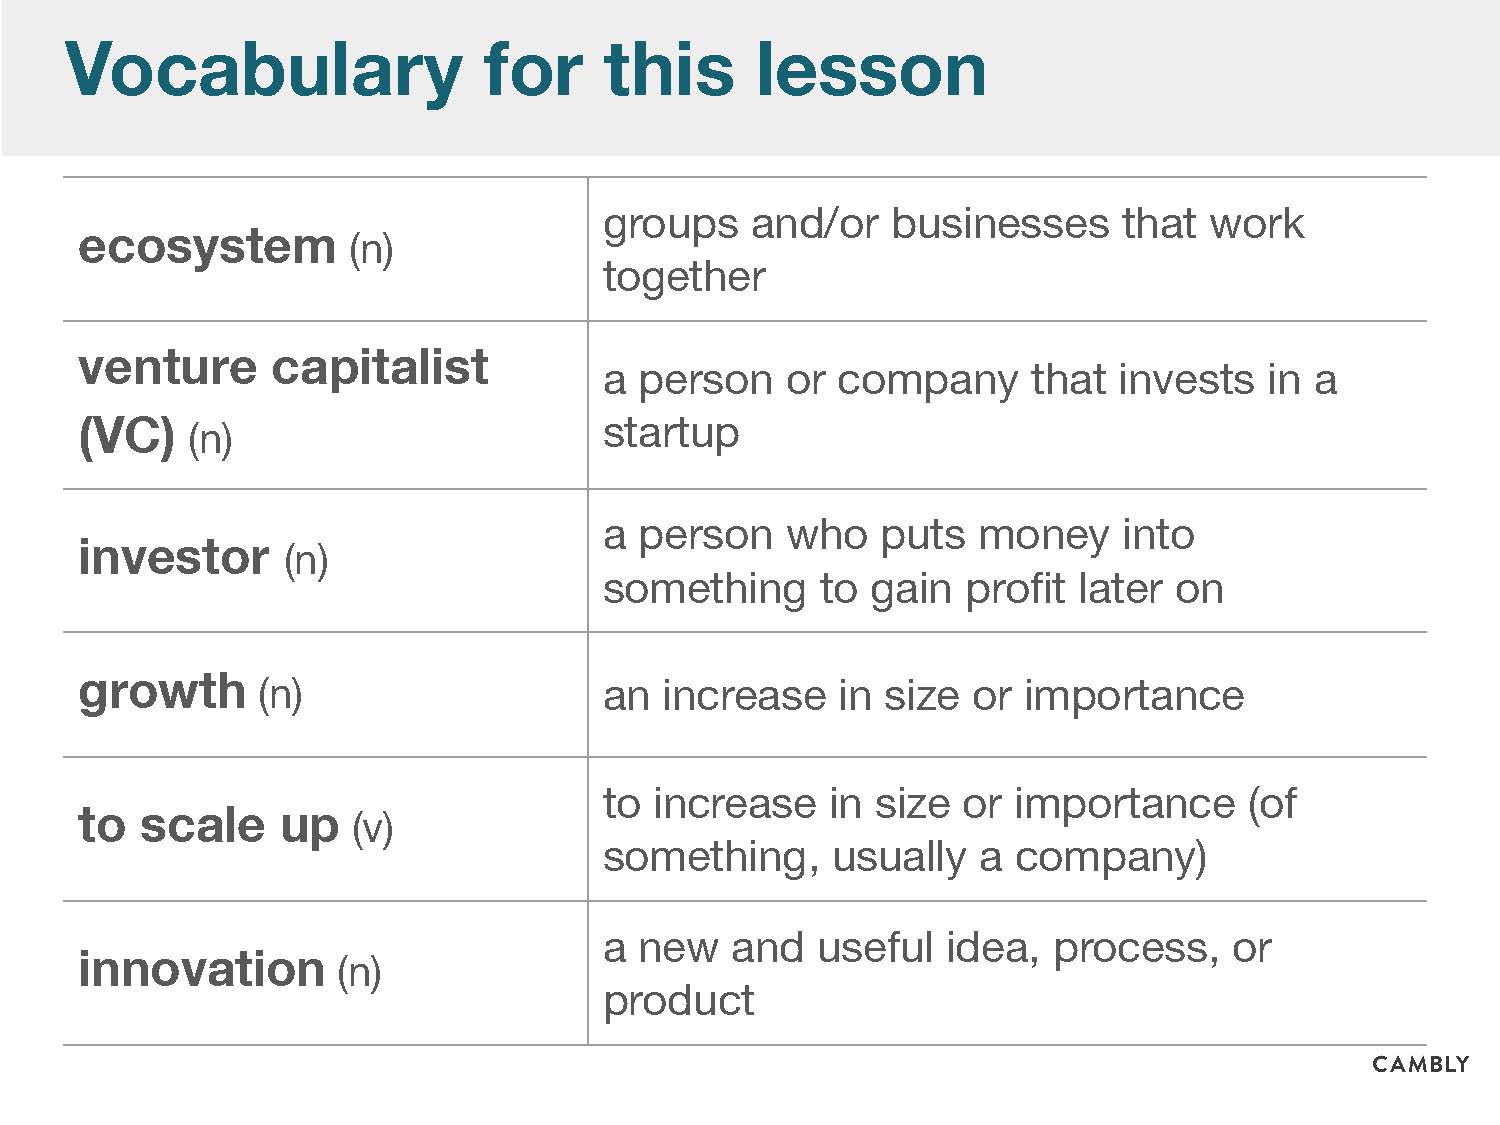 Vocabulary for this lesson
ecosystem (n)
groups and/or businesses that work
together
venture capitalist
(VC) (n)
a person or company that invests in a
startup
investor (n)
a person who puts money into
something to gain profit later on
growth (n)
an increase in size or importance
to scale up (v)
to increase in size or importance (of
something, usually a company)
innovation (n)
a new and useful idea, process, or
product
CAMBLY